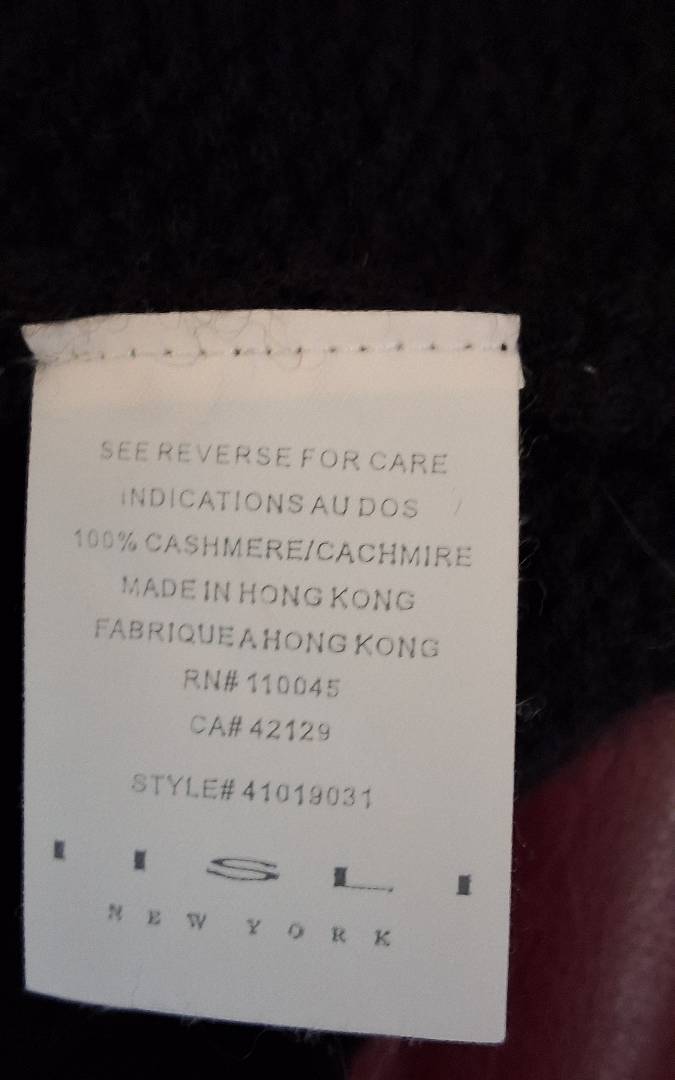 SEE REVERSE FOR CARE
INDICATIONS AU DOS
100% CASHMERE/CACHMIRE
MADE IN HONG KONG
FABRIQUE A HONG KONG
RN# 110045
CA# 42129
STYLE# 41019031
I I S L I
NEW YORK